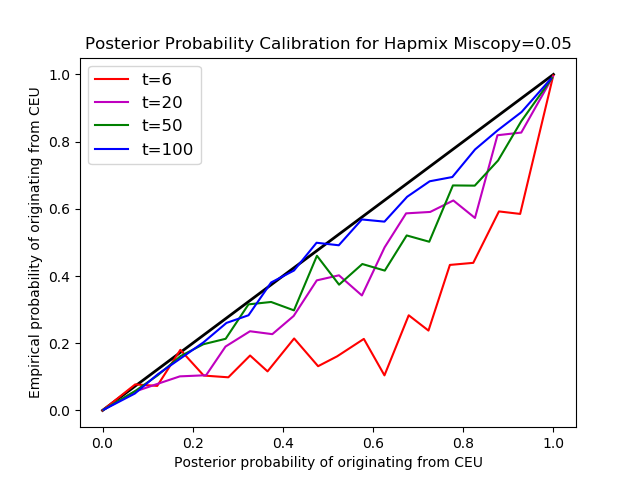 Posterior Probability Calibration for Hapmix Miscopy=0.05
t=6
t=20
t=50
t=100
Empirical probability of originating from CEU
1.0
0.8
0.6
0.4
0.2
0.0
0.0 0.2 0.4 0.6 0.8 1.0
Posterior probability of originating from CEU